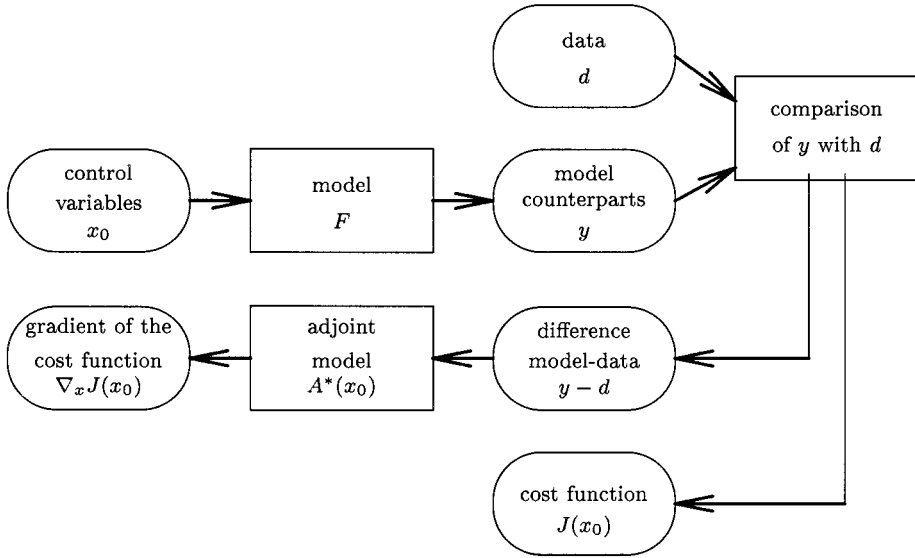 data
d
comparison
of y with d
control
variables
x₀
model
F
model
counterparts
y
gradient of the
cost function
∇ₓJ(x₀)
adjoint
model
A*(x₀)
difference
model-data
y − d
cost function
J(x₀)